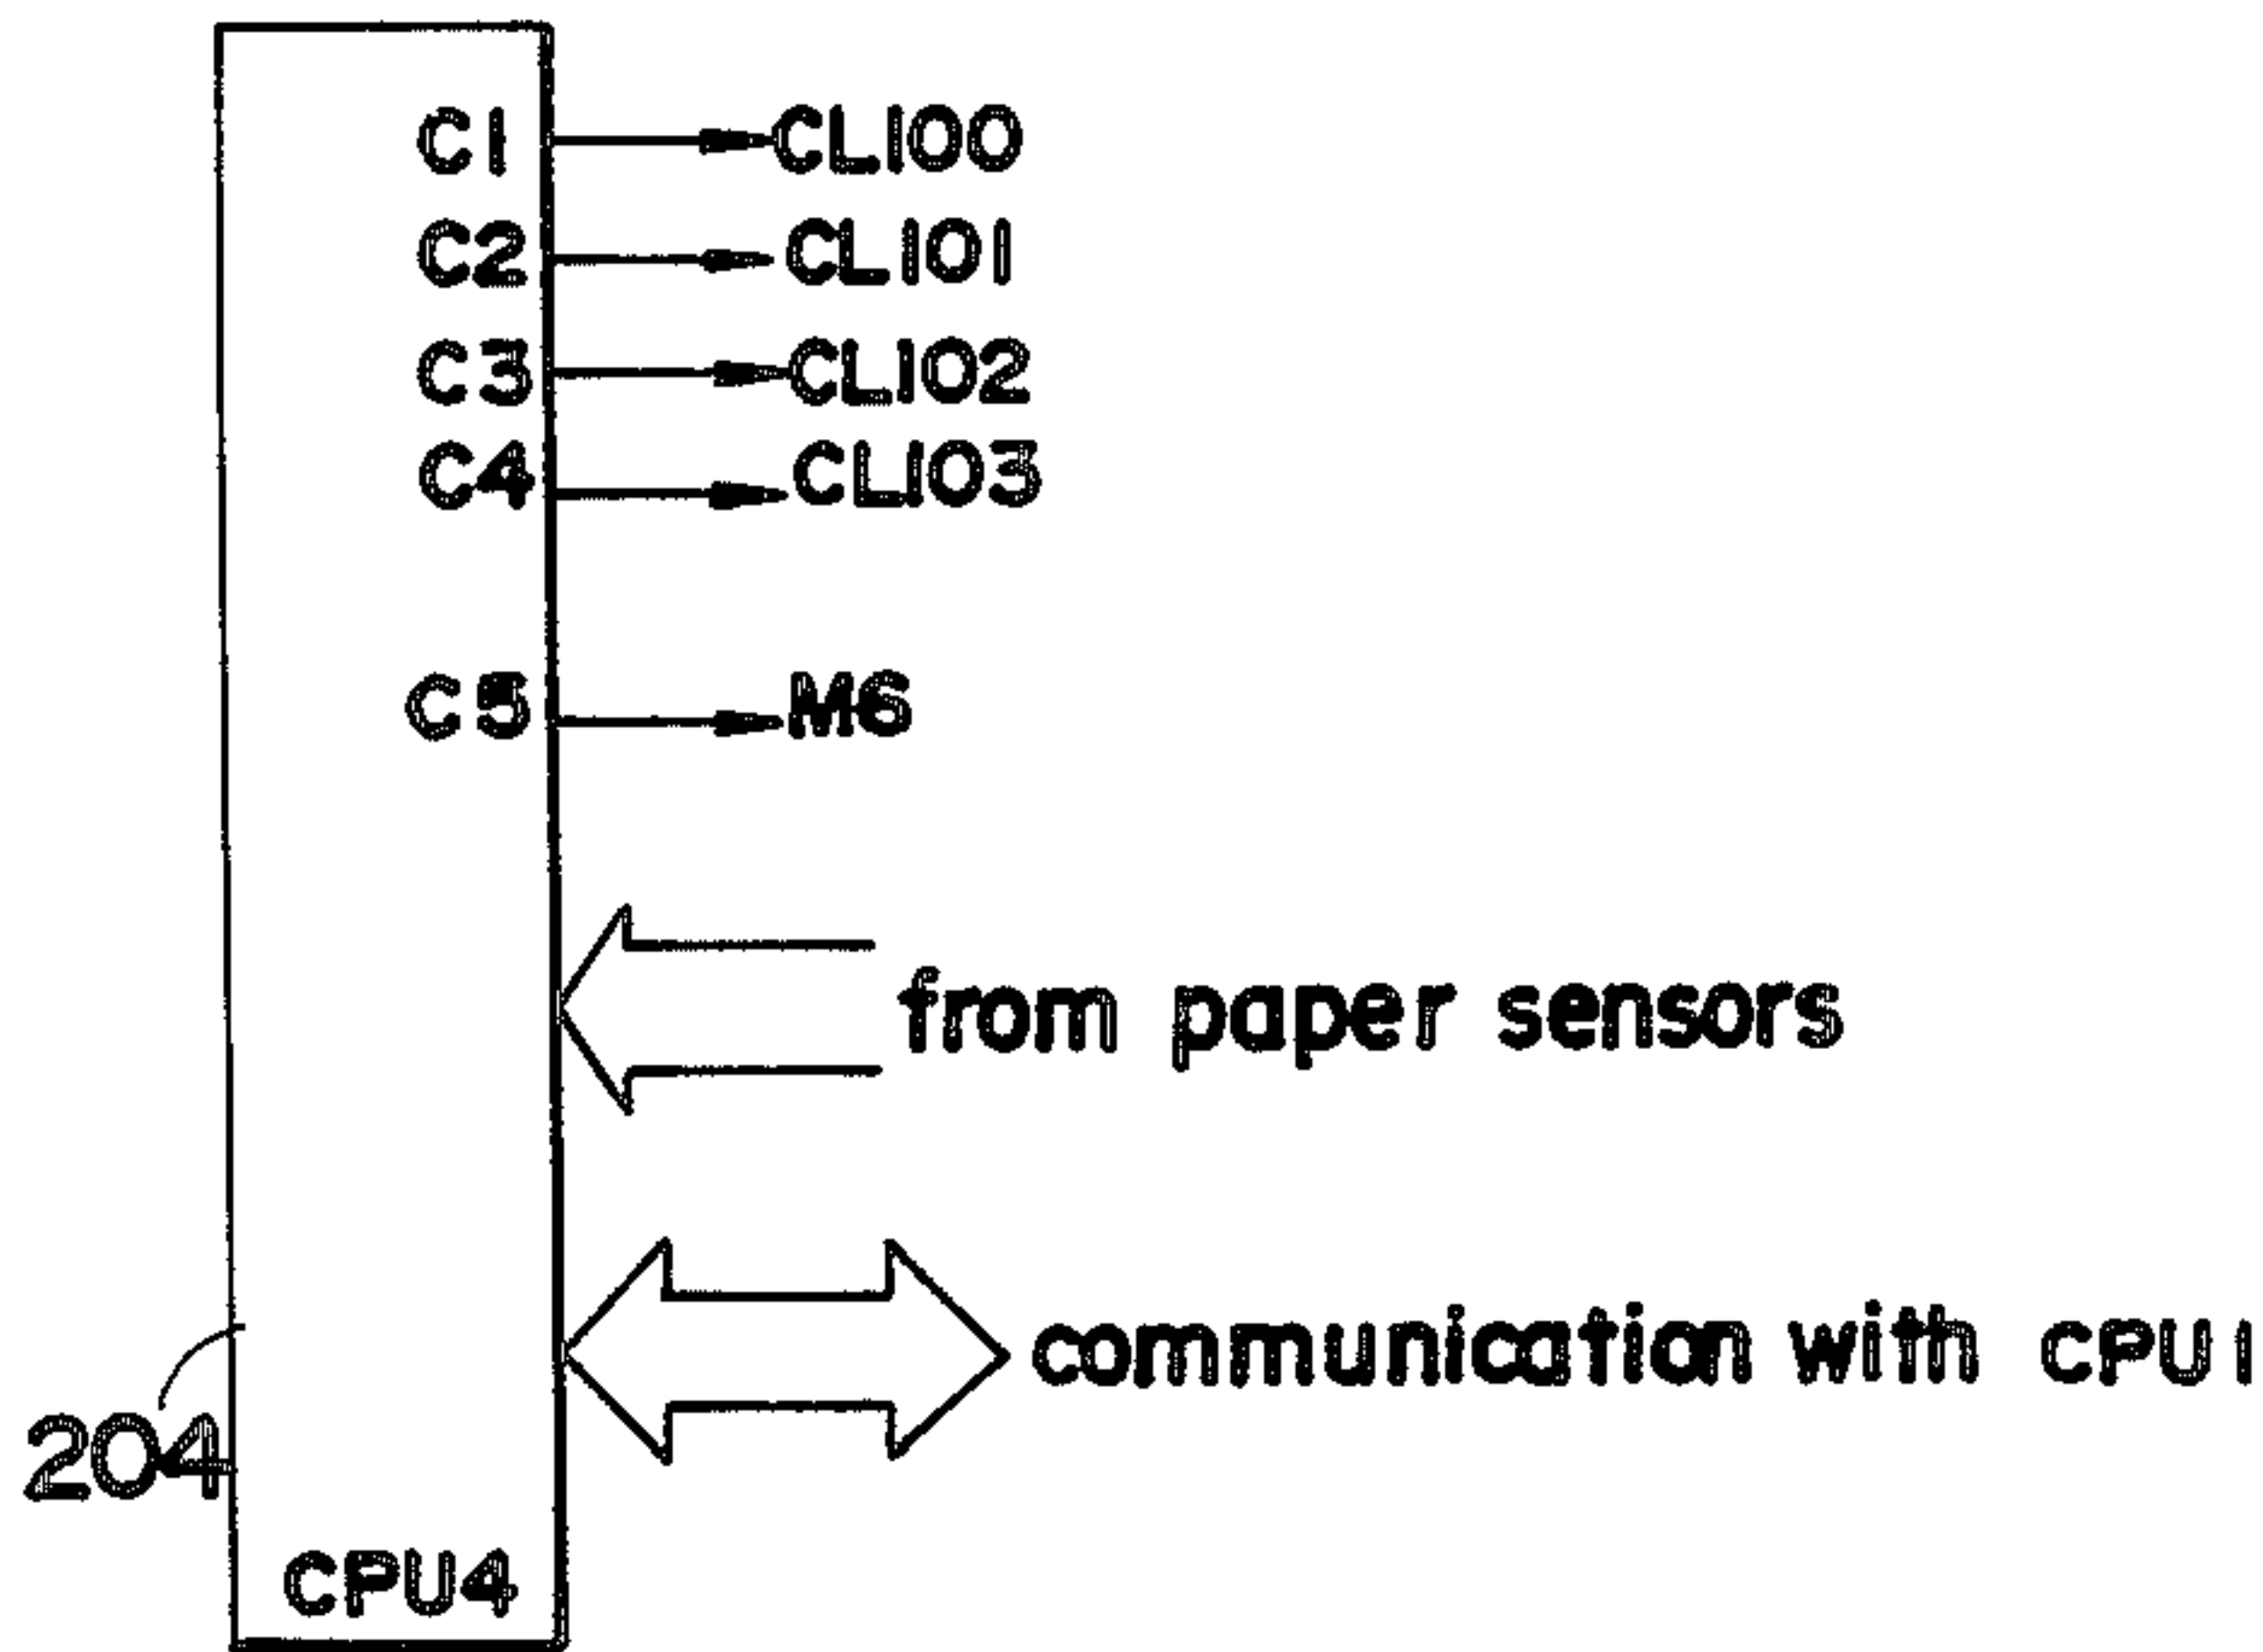 C1 CL100
C2 CL101
C3 CL102
C4 CL103
C5 M6
from paper sensors
communication with CPU1
204
CPU4